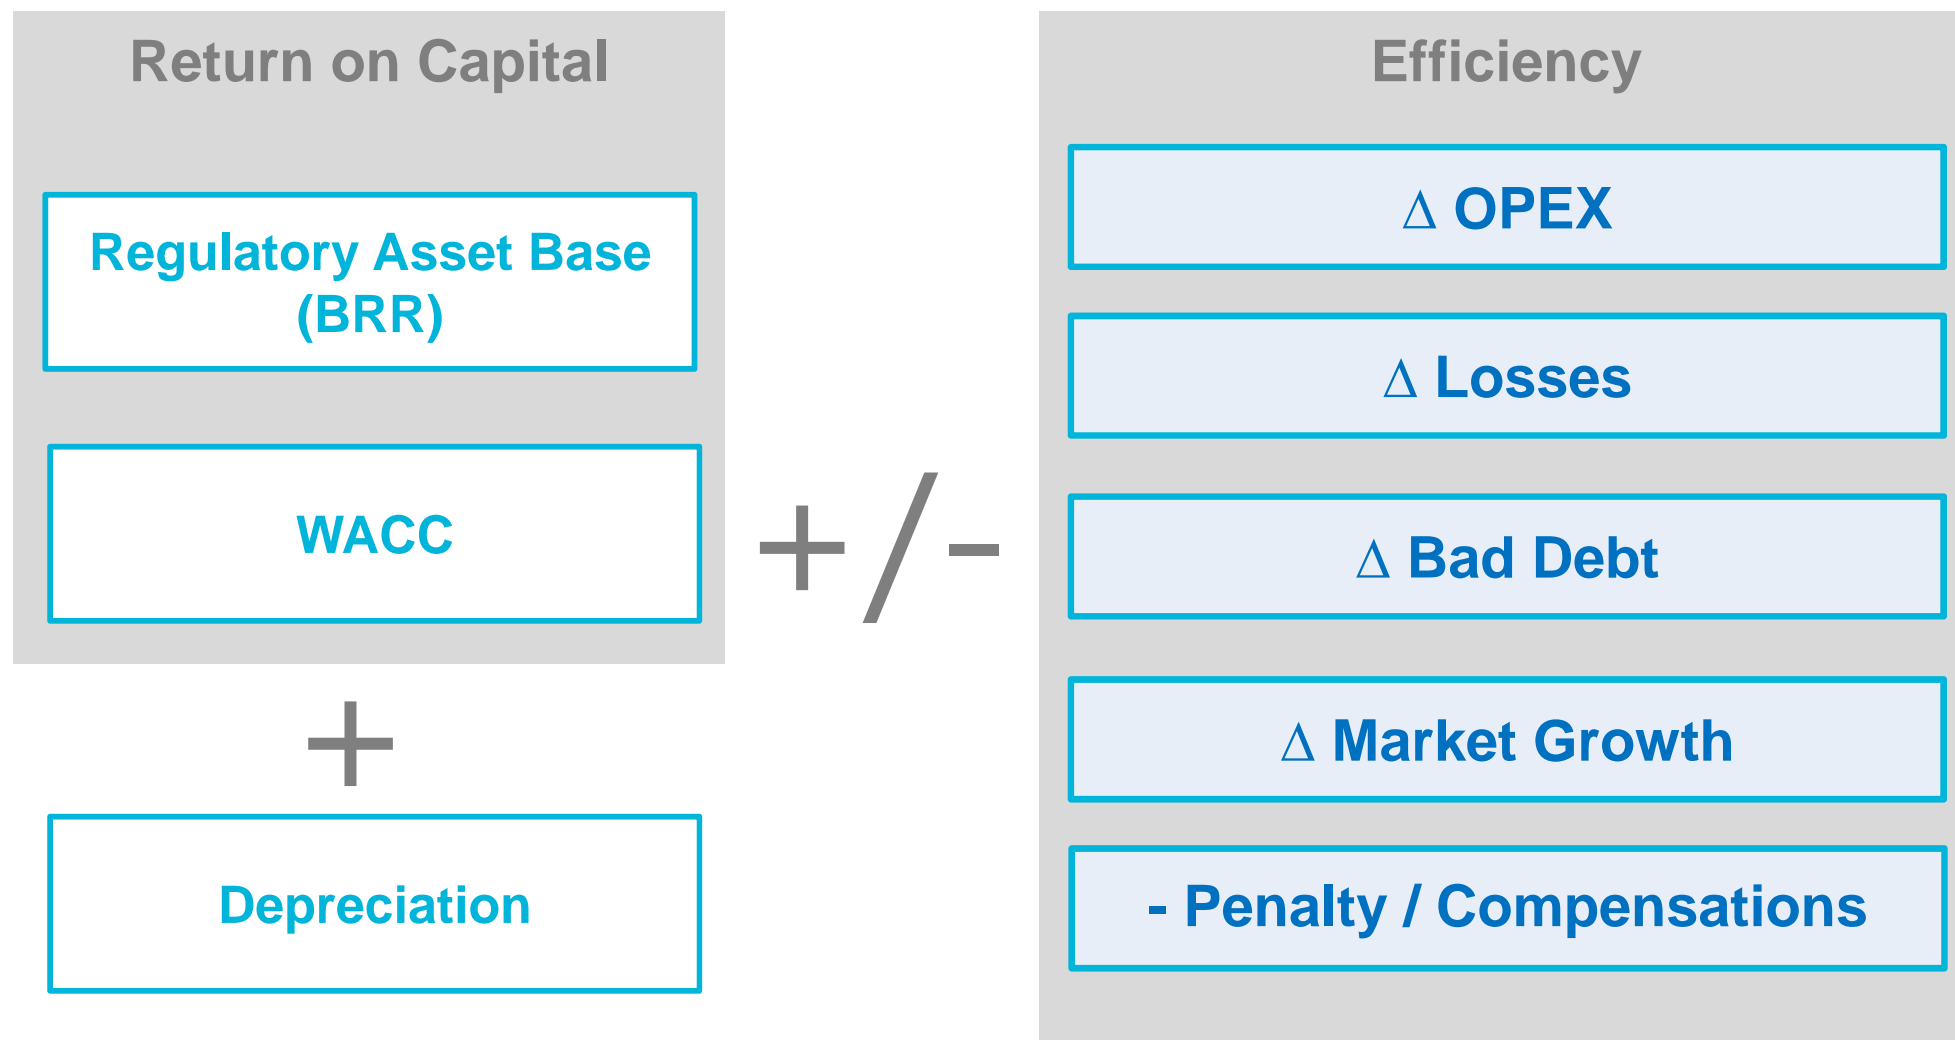 Return on Capital
Regulatory Asset Base
(BRR)
WACC
+
Depreciation
+/-
Efficiency
Δ OPEX
Δ Losses
Δ Bad Debt
Δ Market Growth
- Penalty / Compensations